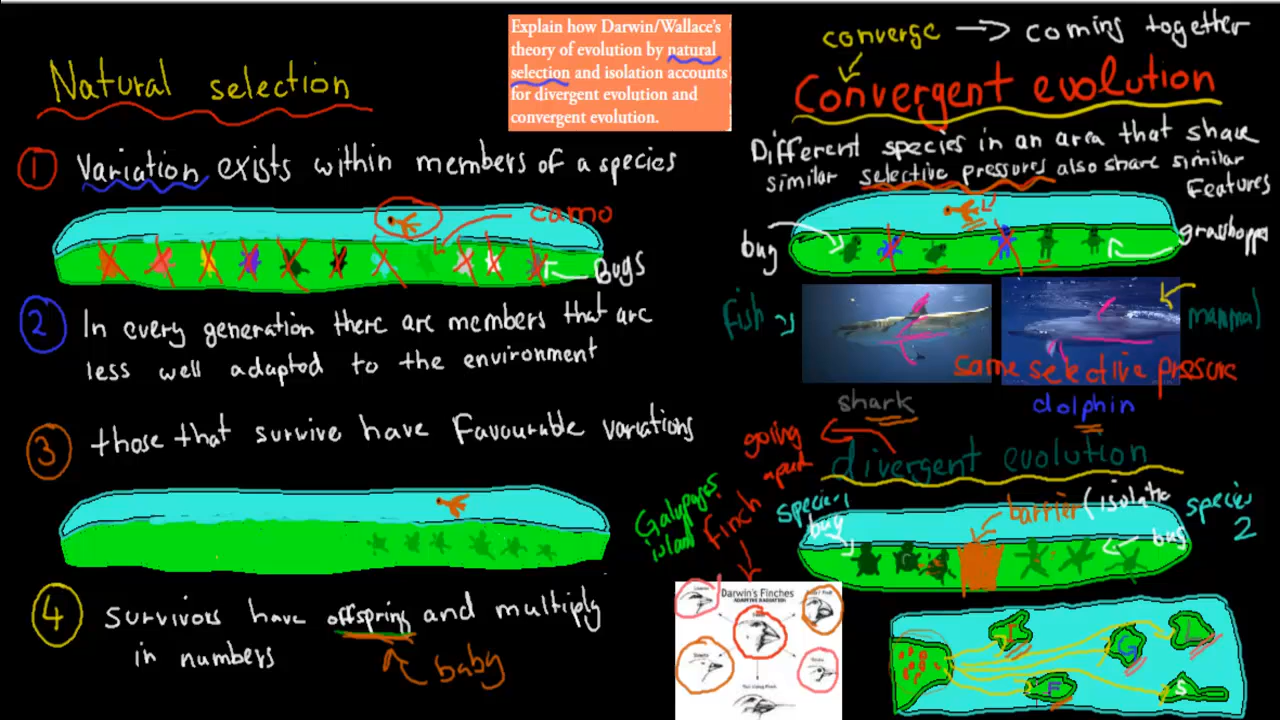 Explain how Darwin/Wallace's
theory of evolution by natural
selection and isolation accounts
for divergent evolution and
convergent evolution.
Natural selection
1 Variation exists within members of a species
camo
Bugs
2 In every generation there are members that are
less well adapted to the environment
3 those that survive have favourable variations
4 survivors have offspring and multiply
in numbers
baby
converge → coming together
Convergent evolution
Different species in an area that share
similar selective pressures also share similar
features
bug
grasshopper
fish
mammal
same selective pressure
shark
dolphin
going
apart
divergent evolution
Galapagos
island
finch
species 1
bug
barrier (isolatio
species
2
bug
Darwin's Finches
ADAPTIVE RADIATION
I
G
F
S